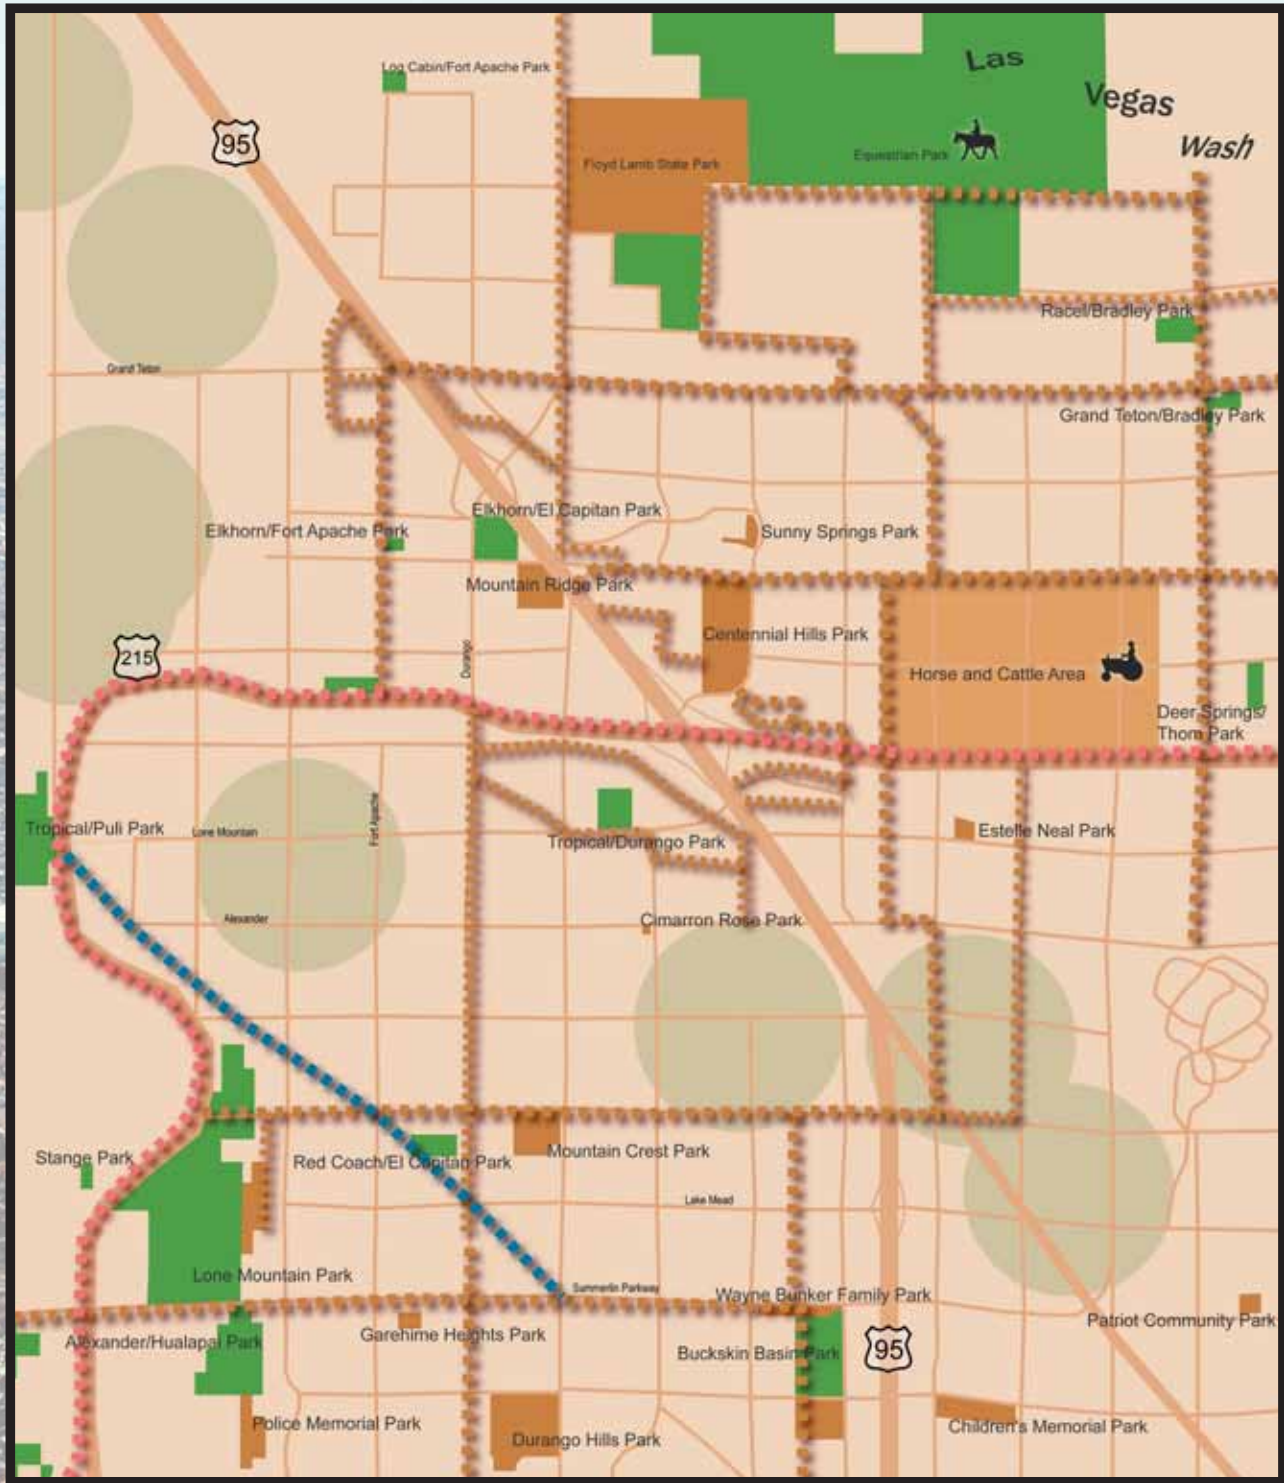 Las
Vegas
Wash
Log Cabin/Fort Apache Park
95
Floyd Lamb State Park
Equestrian Park
Racel/Bradley Park
Grand Teton
Grand Teton/Bradley Park
Elkhorn/El Capitan Park
Elkhorn/Fort Apache Park
Sunny Springs Park
Mountain Ridge Park
Centennial Hills Park
215
Durango
Horse and Cattle Area
Deer Springs/
Thom Park
Tropical/Puli Park
Lone Mountain
Fort Apache
Tropical/Durango Park
Estelle Neal Park
Alexander
Cimarron Rose Park
Stange Park
Red Coach/El Capitan Park
Mountain Crest Park
Lake Mead
Lone Mountain Park
Summerlin Parkway
Wayne Bunker Family Park
Patriot Community Park
Alexander/Hualapai Park
Garehime Heights Park
Buckskin Basin Park
95
Police Memorial Park
Durango Hills Park
Children's Memorial Park